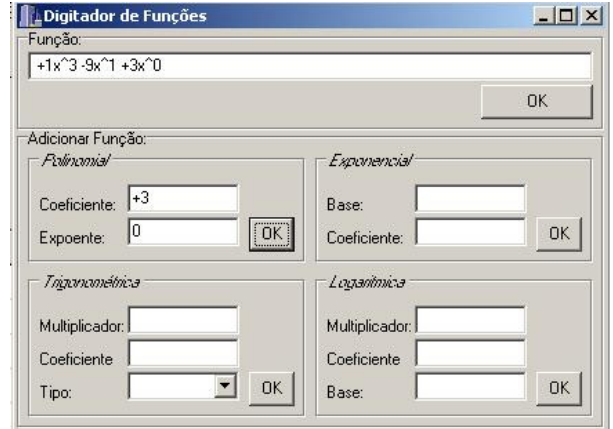 Digitador de Funções
Função:
+1x^3 -9x^1 +3x^0
OK
Adicionar Função:
Polinomial
Coeficiente: +3
Expoente: 0 OK
Exponencial
Base:
Coeficiente: OK
Trigonométrica
Multiplicador:
Coeficiente
Tipo: OK
Logarítmica
Multiplicador:
Coeficiente
Base: OK